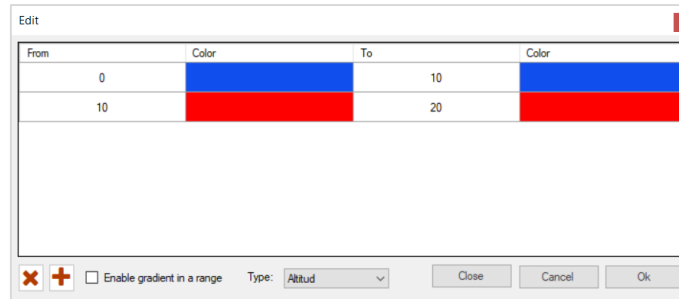 Edit
From Color To Color
0 10
10 20
Enable gradient in a range Type: Altitud Close Cancel Ok